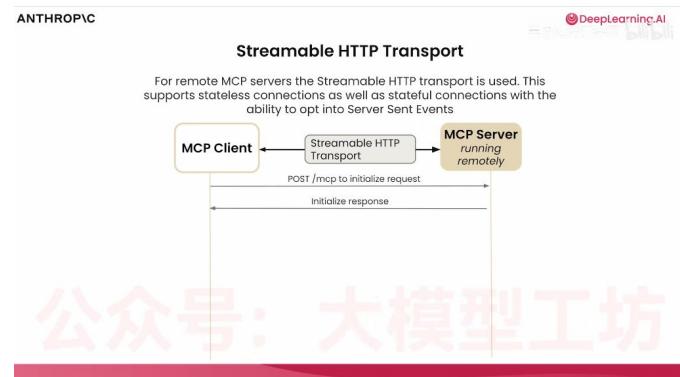 ANTHROP\C
DeepLearning.AI
bilibili
Streamable HTTP Transport
For remote MCP servers the Streamable HTTP transport is used. This
supports stateless connections as well as stateful connections with the
ability to opt into Server Sent Events
MCP Client
Streamable HTTP
Transport
MCP Server
running
remotely
POST /mcp to initialize request
Initialize response
公众号：大模型工坊